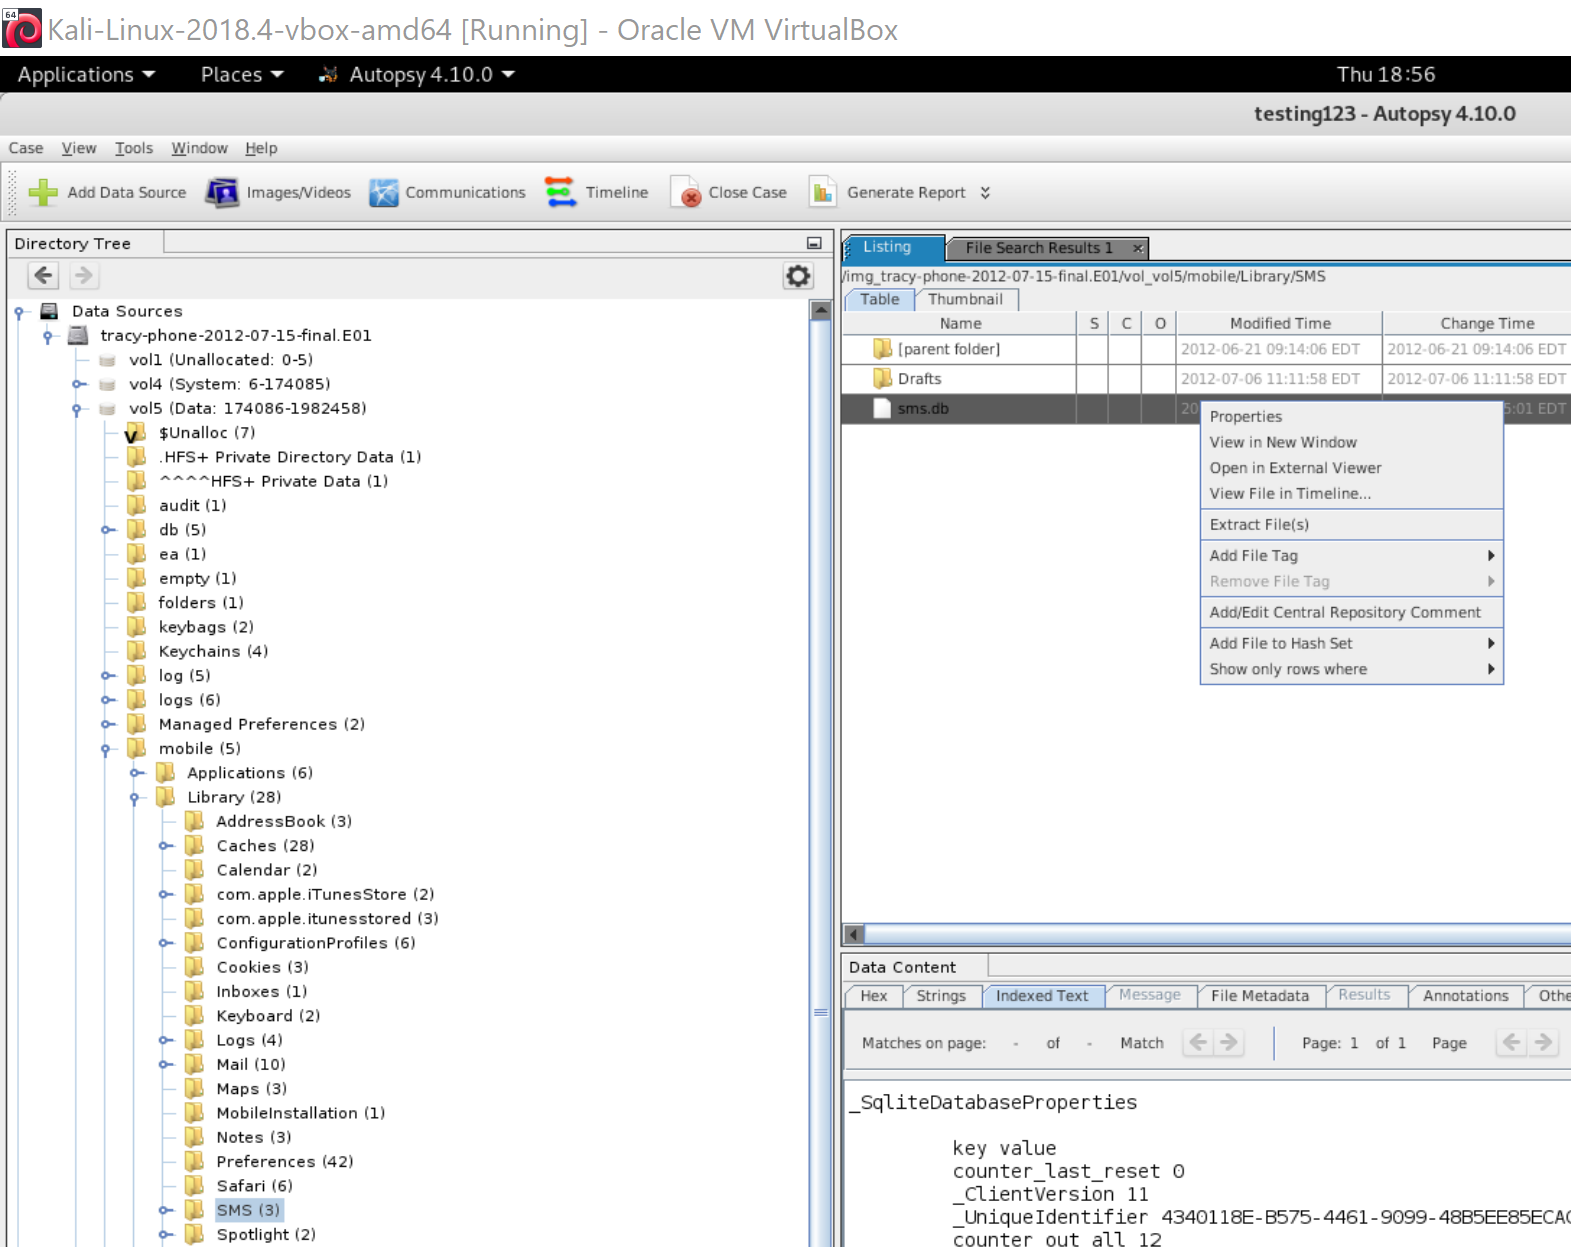 64
Kali-Linux-2018.4-vbox-amd64 [Running] - Oracle VM VirtualBox
Applications Places Autopsy 4.10.0 Thu 18:56
testing123 - Autopsy 4.10.0
Case View Tools Window Help
Add Data Source Images/Videos Communications Timeline Close Case Generate Report
Directory Tree
Data Sources
tracy-phone-2012-07-15-final.E01
vol1 (Unallocated: 0-5)
vol4 (System: 6-174085)
vol5 (Data: 174086-1982458)
$Unalloc (7)
.HFS+ Private Directory Data (1)
^^^^HFS+ Private Data (1)
audit (1)
db (5)
ea (1)
empty (1)
folders (1)
keybags (2)
Keychains (4)
log (5)
logs (6)
Managed Preferences (2)
mobile (5)
Applications (6)
Library (28)
AddressBook (3)
Caches (28)
Calendar (2)
com.apple.iTunesStore (2)
com.apple.itunesstored (3)
ConfigurationProfiles (6)
Cookies (3)
Inboxes (1)
Keyboard (2)
Logs (4)
Mail (10)
Maps (3)
MobileInstallation (1)
Notes (3)
Preferences (42)
Safari (6)
SMS (3)
Spotlight (2)
Listing File Search Results 1
/img_tracy-phone-2012-07-15-final.E01/vol_vol5/mobile/Library/SMS
Table Thumbnail
Name S C O Modified Time Change Time
[parent folder] 2012-06-21 09:14:06 EDT 2012-06-21 09:14:06 EDT
Drafts 2012-07-06 11:11:58 EDT 2012-07-06 11:11:58 EDT
sms.db 20 5:01 EDT
Properties
View in New Window
Open in External Viewer
View File in Timeline...
Extract File(s)
Add File Tag
Remove File Tag
Add/Edit Central Repository Comment
Add File to Hash Set
Show only rows where
Data Content
Hex Strings Indexed Text Message File Metadata Results Annotations Othe
Matches on page: - of - Match Page: 1 of 1 Page
_SqliteDatabaseProperties
key value
counter_last_reset 0
_ClientVersion 11
_UniqueIdentifier 4340118E-B575-4461-9099-48B5EE85ECA
counter out all 12